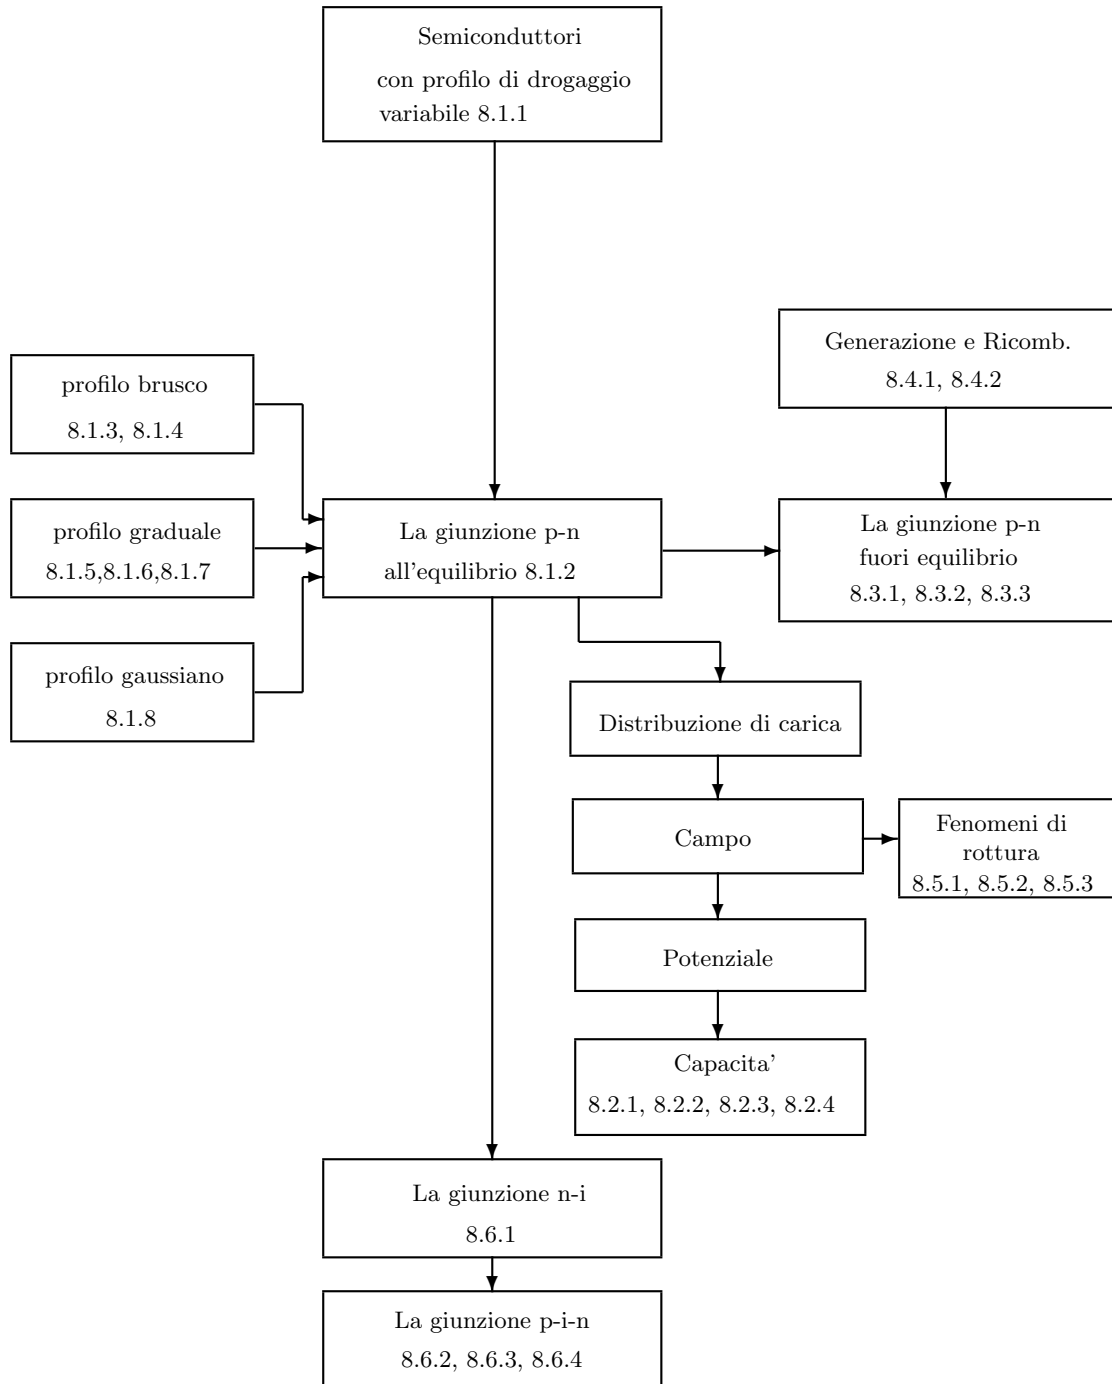 Semiconduttori
con profilo di drogaggio
variabile 8.1.1
Generazione e Ricomb.
8.4.1, 8.4.2
profilo brusco
8.1.3, 8.1.4
profilo graduale
8.1.5,8.1.6,8.1.7
La giunzione p-n
all'equilibrio 8.1.2
La giunzione p-n
fuori equilibrio
8.3.1, 8.3.2, 8.3.3
profilo gaussiano
8.1.8
Distribuzione di carica
Campo
Fenomeni di
rottura
8.5.1, 8.5.2, 8.5.3
Potenziale
Capacita'
8.2.1, 8.2.2, 8.2.3, 8.2.4
La giunzione n-i
8.6.1
La giunzione p-i-n
8.6.2, 8.6.3, 8.6.4